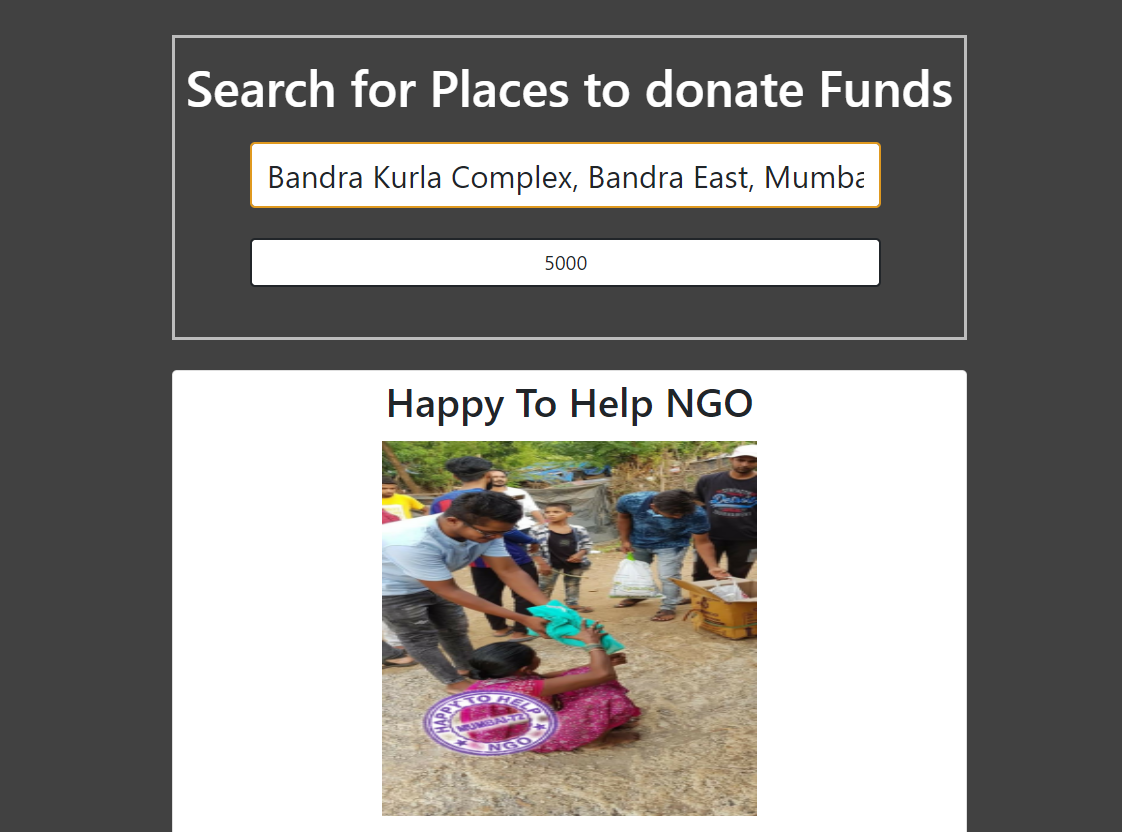 Search for Places to donate Funds
Bandra Kurla Complex, Bandra East, Mumba
5000
Happy To Help NGO
HAPPY TO HELP
MUMBAI-72
NGO